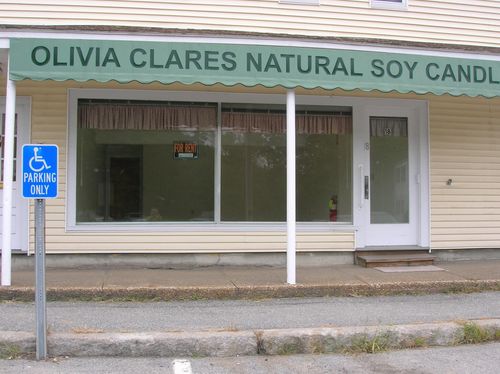 OLIVIA CLARES NATURAL SOY CANDL
FOR RENT
PARKING
ONLY